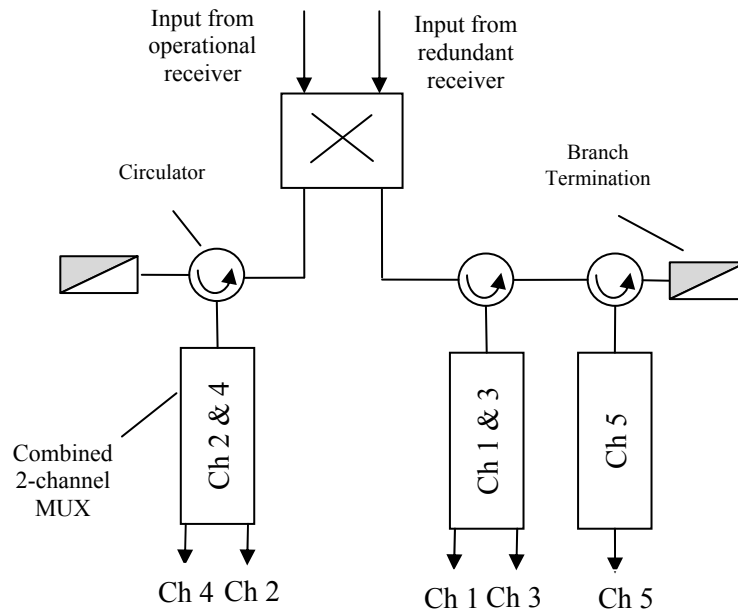 Input from
operational
receiver
Input from
redundant
receiver
Circulator
Branch
Termination
Combined
2-channel
MUX
Ch 2 & 4
Ch 1 & 3
Ch 5
Ch 4 Ch 2
Ch 1 Ch 3
Ch 5